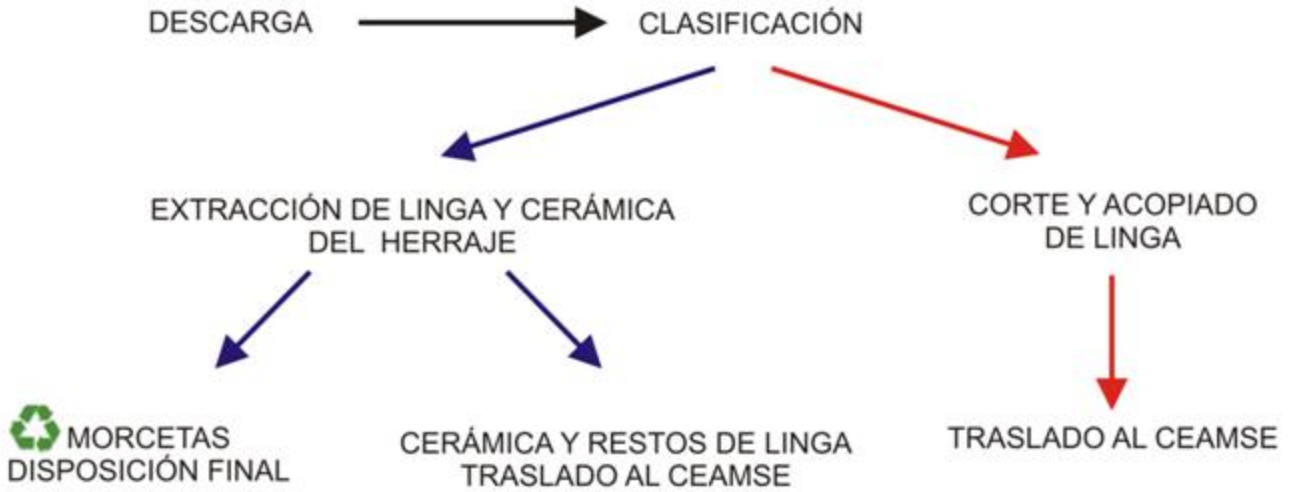 DESCARGA
CLASIFICACIÓN
EXTRACCIÓN DE LINGA Y CERÁMICA
DEL HERRAJE
CORTE Y ACOPIADO
DE LINGA
MORCETAS
DISPOSICIÓN FINAL
CERÁMICA Y RESTOS DE LINGA
TRASLADO AL CEAMSE
TRASLADO AL CEAMSE